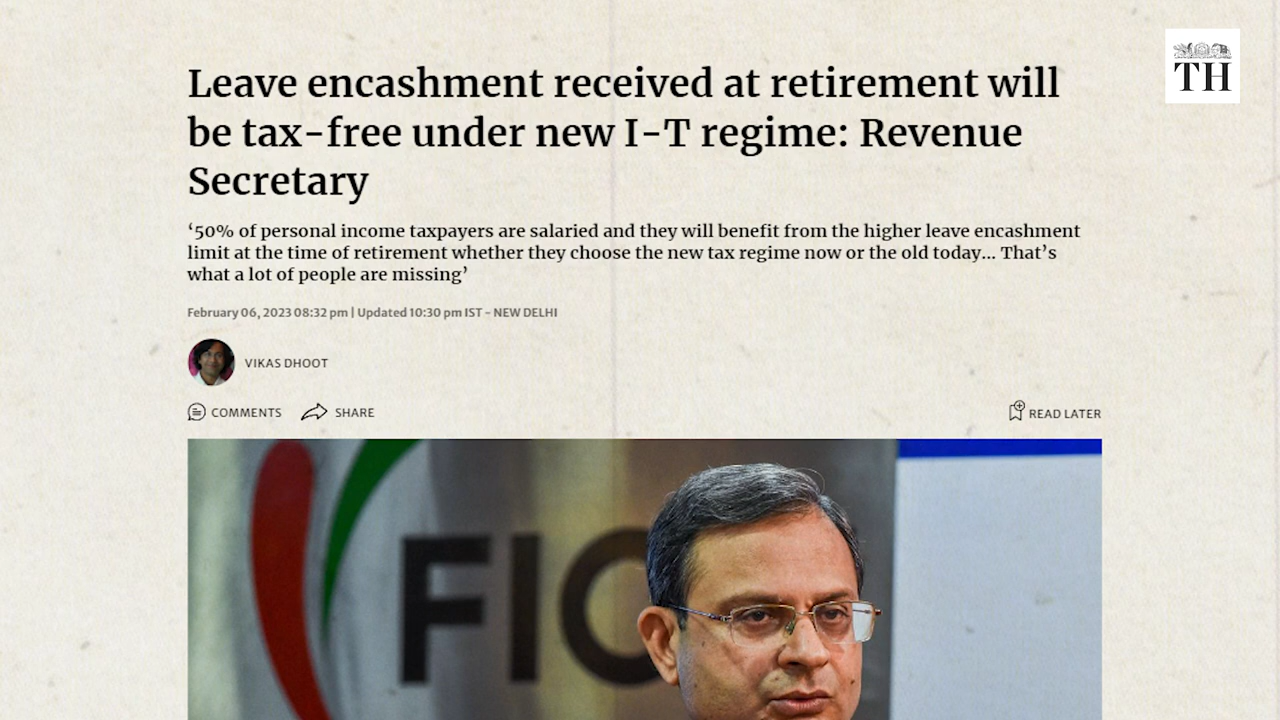 TH
Leave encashment received at retirement will
be tax-free under new I-T regime: Revenue
Secretary
‘50% of personal income taxpayers are salaried and they will benefit from the higher leave encashment
limit at the time of retirement whether they choose the new tax regime now or the old today... That’s
what a lot of people are missing’
February 06, 2023 08:32 pm | Updated 10:30 pm IST - NEW DELHI
VIKAS DHOOT
COMMENTS SHARE READ LATER
FIC